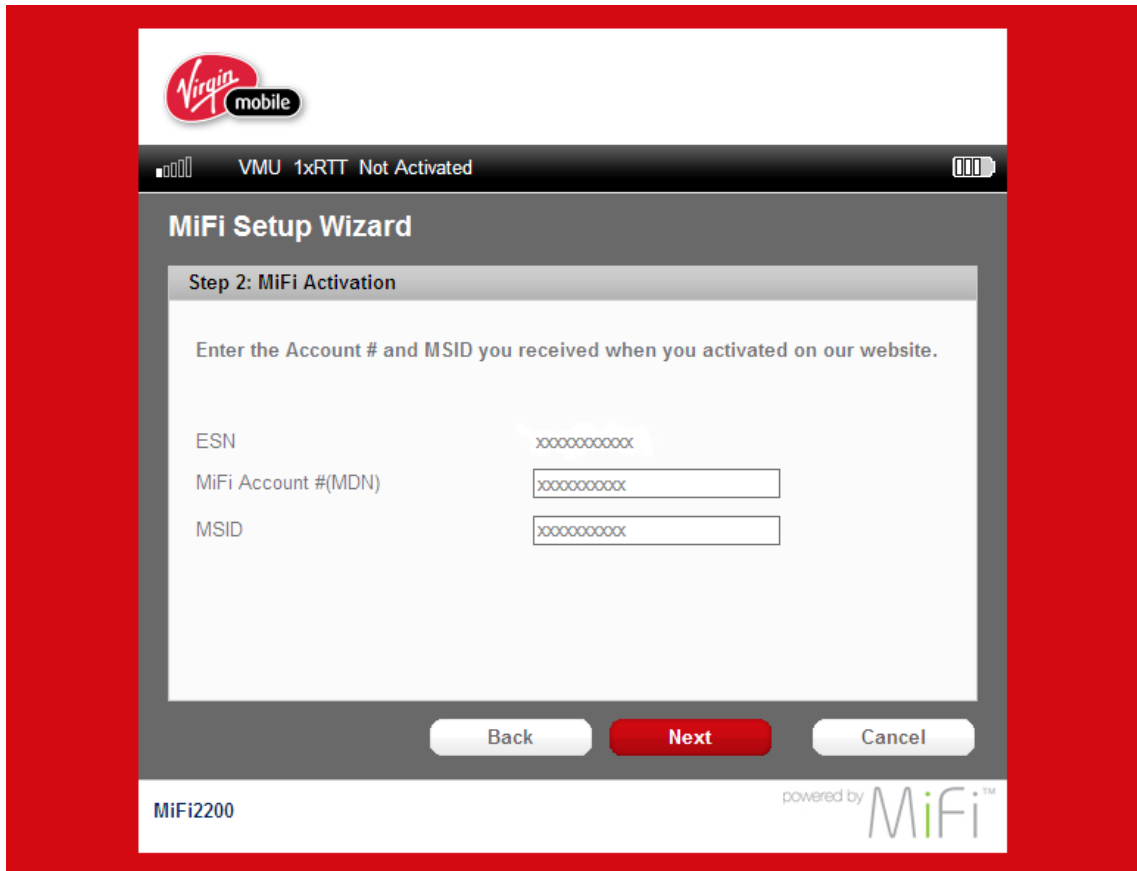 Virgin
mobile
VMU 1xRTT Not Activated
MiFi Setup Wizard
Step 2: MiFi Activation
Enter the Account # and MSID you received when you activated on our website.
ESN xxxxxxxxxxx
MiFi Account #(MDN) xxxxxxxxxx
MSID xxxxxxxxxx
Back Next Cancel
MiFi2200 powered by MiFi™